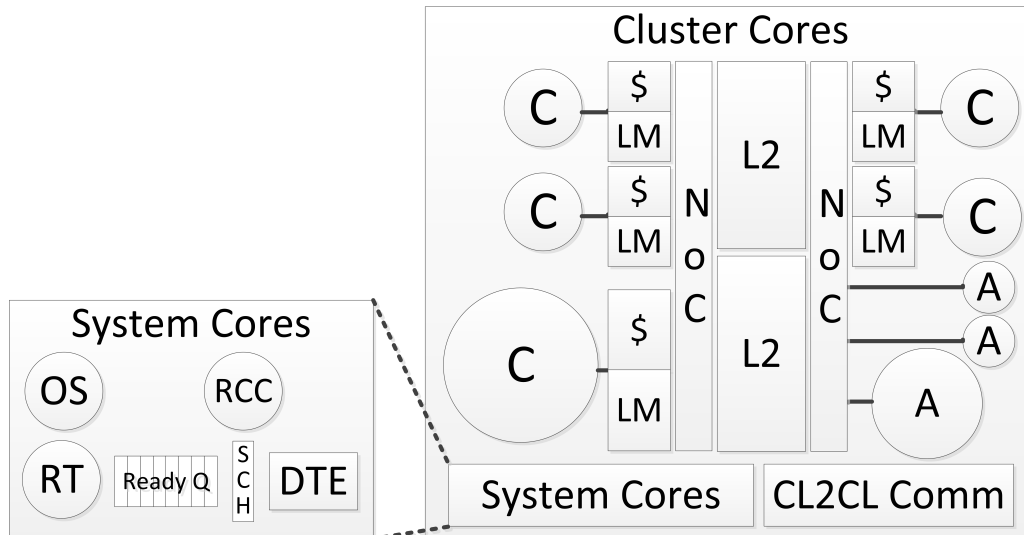 Cluster Cores
C
$
LM
N
o
C
L2
N
o
C
$
LM
C
C
$
LM
$
LM
C
C
$
LM
L2
A
A
A
System Cores
CL2CL Comm
System Cores
OS
RCC
RT
Ready Q
S
C
H
DTE